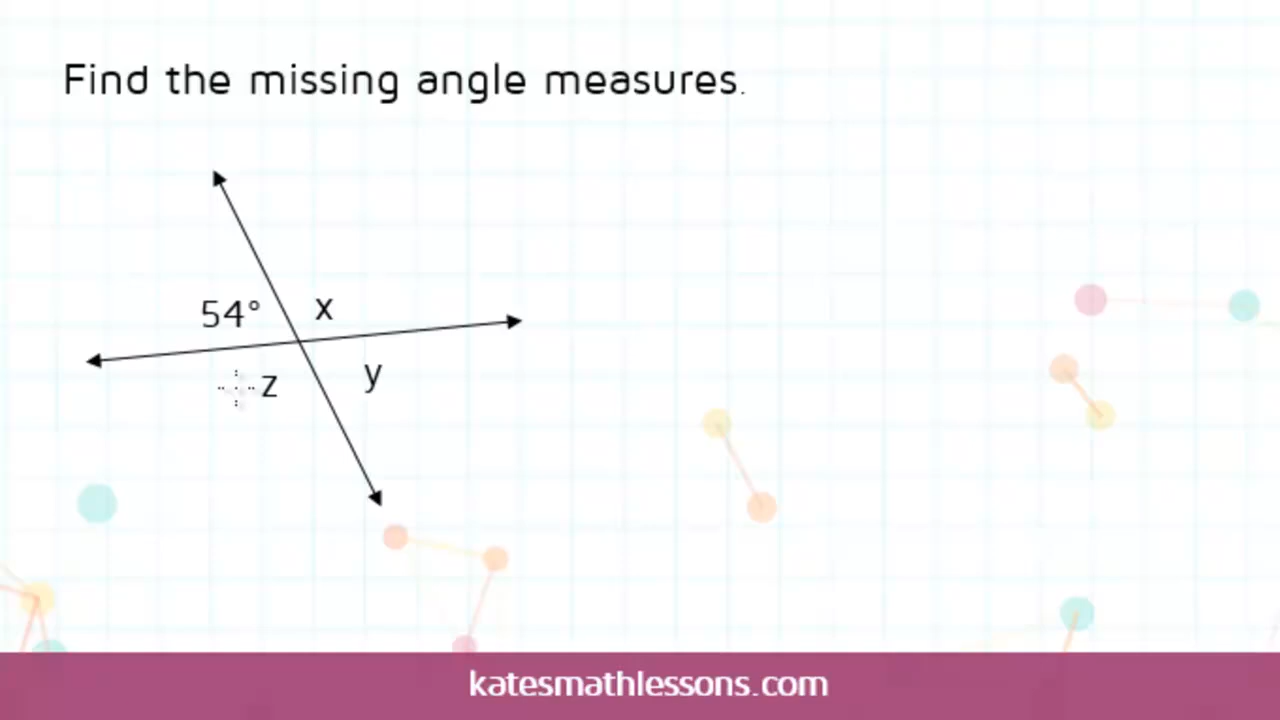 Find the missing angle measures.
54° x
z y
katesmathlessons.com